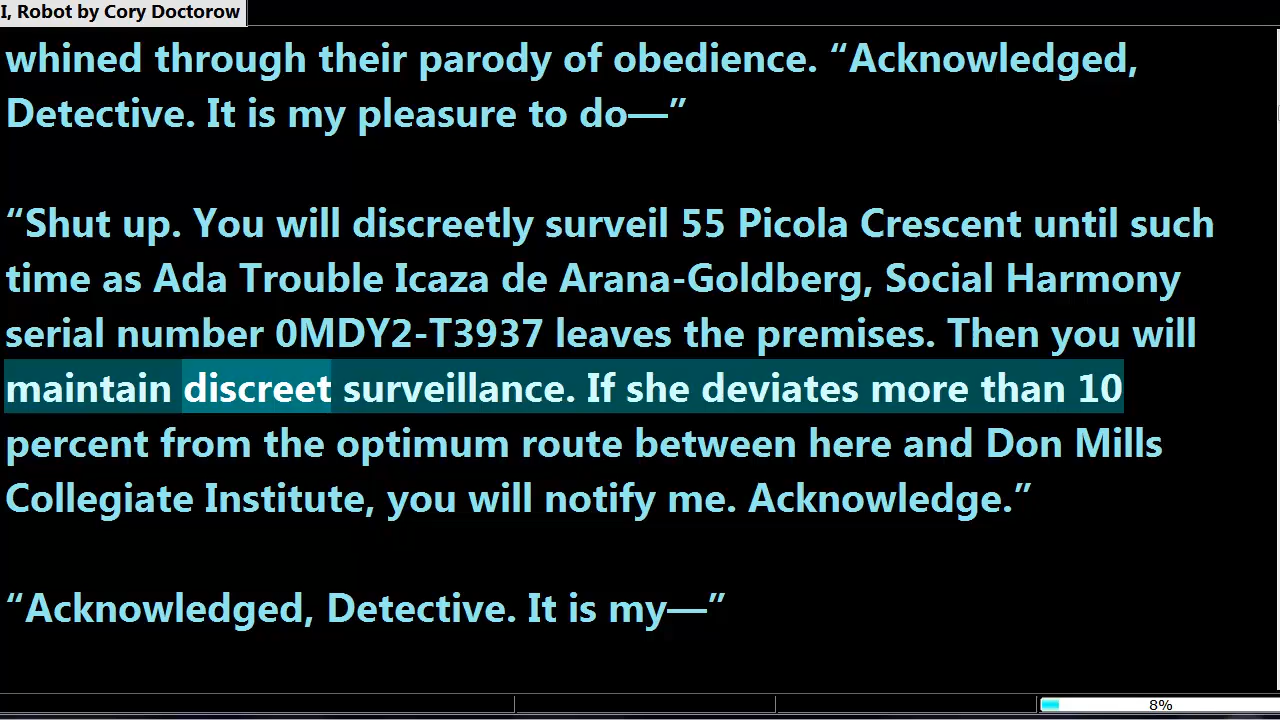 I, Robot by Cory Doctorow
whined through their parody of obedience. “Acknowledged,
Detective. It is my pleasure to do—”
“Shut up. You will discreetly surveil 55 Picola Crescent until such
time as Ada Trouble Icaza de Arana-Goldberg, Social Harmony
serial number 0MDY2-T3937 leaves the premises. Then you will
maintain discreet surveillance. If she deviates more than 10
percent from the optimum route between here and Don Mills
Collegiate Institute, you will notify me. Acknowledge.”
“Acknowledged, Detective. It is my—”
8%